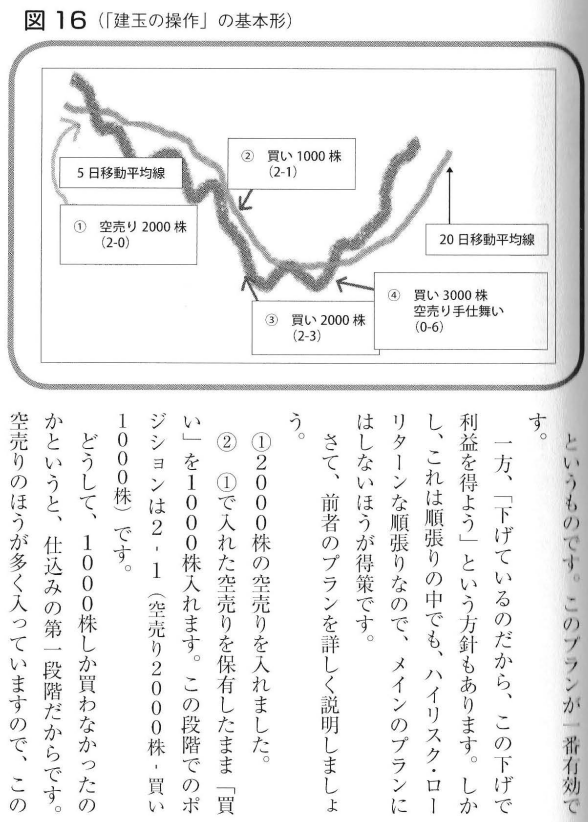 図 16（「建玉の操作」の基本形）
5日移動平均線
① 空売り 2000 株
(2-0)
② 買い 1000 株
(2-1)
20日移動平均線
③ 買い 2000 株
(2-3)
④ 買い 3000 株
空売り手仕舞い
(0-6)
というものです。このプランが一番有効で
す。
一方、「下げているのだから、この下げで
利益を得よう」という方針もあります。しか
し、これは順張りの中でも、ハイリスク・ロー
リターンな順張りなので、メインのプランに
はしないほうが得策です。
さて、前者のプランを詳しく説明しましょ
う。
①2000株の空売りを入れました。
② ①で入れた空売りを保有したまま「買
い」を1000株入れます。この段階でのポ
ジションは2-1（空売り2000株-買い
1000株）です。
どうして、1000株しか買わなかったの
かというと、仕込みの第一段階だからです。
空売りのほうが多く入っていますので、この